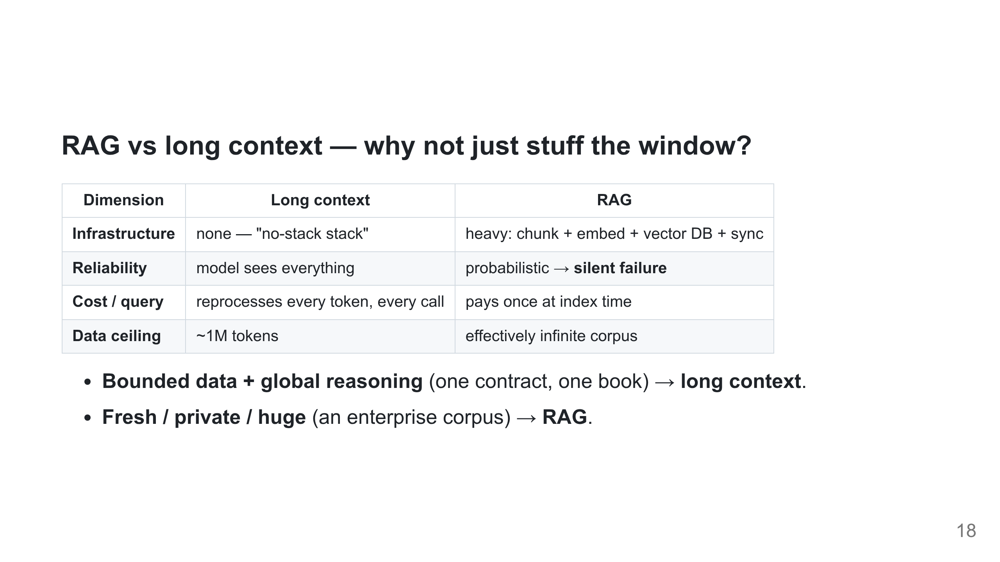 RAG vs long context — why not just stuff the window?
Dimension Long context RAG
Infrastructure none — "no-stack stack" heavy: chunk + embed + vector DB + sync
Reliability model sees everything probabilistic → silent failure
Cost / query reprocesses every token, every call pays once at index time
Data ceiling ~1M tokens effectively infinite corpus
• Bounded data + global reasoning (one contract, one book) → long context.
• Fresh / private / huge (an enterprise corpus) → RAG.
18